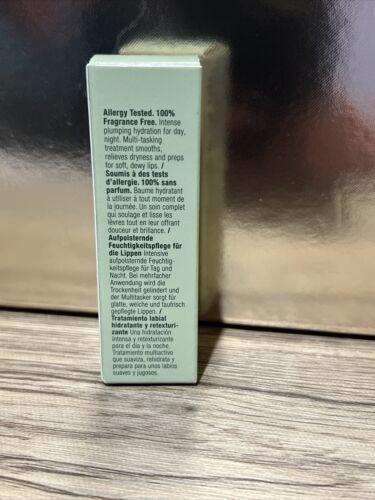 Allergy Tested. 100%
Fragrance Free. Intense
plumping hydration for day,
night. Multi-tasking
treatment smooths,
relieves dryness and preps
for soft, dewy lips. /
Soumis à des tests
d'allergie. 100% sans
parfum. Baume hydratant
à utiliser à tout moment de
la journée. Un soin complet
qui soulage et lisse les
lèvres tout en leur offrant
douceur et brillance. /
Aufpolsternde
Feuchtigkeitspflege für
die Lippen Intensive
aufpolsternde Feuchtig-
keitspflege für Tag und
Nacht. Bei mehrfacher
Anwendung wird die
Trockenheit gelindert und
der Multitasker sorgt für
glatte, weiche und taufrisch
gepflegte Lippen. /
Tratamiento labial
hidratante y retexturi-
zante Una hidratación
intensa y retexturizante
para el día y la noche.
Tratamiento multiactivo
que suaviza, rehidrata y
prepara para unos labios
suaves y jugosos.